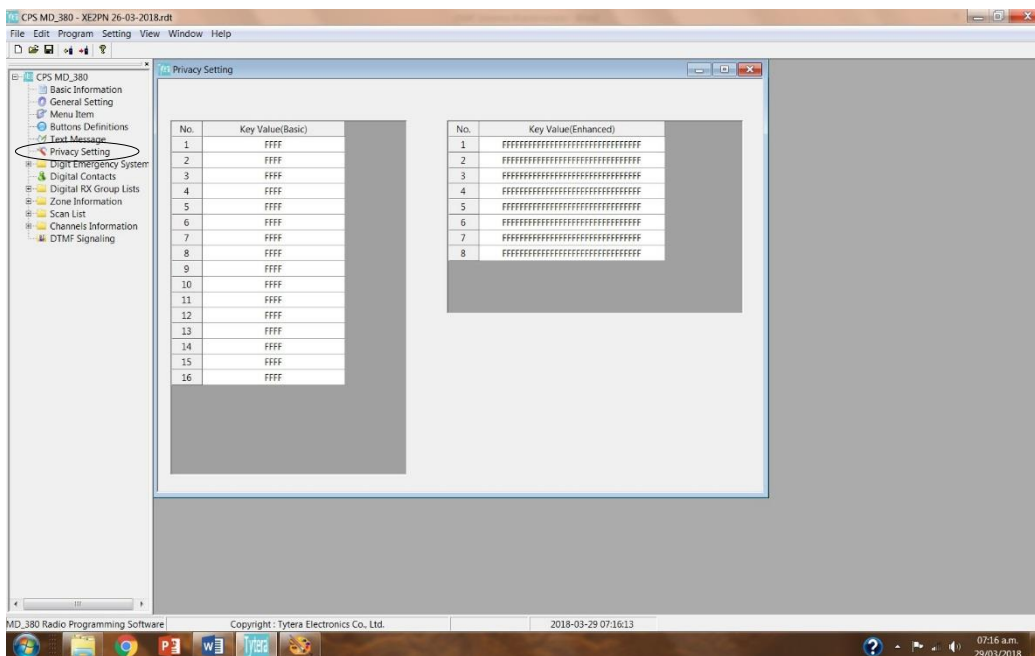 CPS MD_380 - XE2PN 26-03-2018.rdt
File Edit Program Setting View Window Help
CPS MD_380
Basic Information
General Setting
Menu Item
Buttons Definitions
Text Message
Privacy Setting
Digit Emergency System
Digital Contacts
Digital RX Group Lists
Zone Information
Scan List
Channels Information
DTMF Signaling
Privacy Setting
No. Key Value(Basic)
1 FFFF
2 FFFF
3 FFFF
4 FFFF
5 FFFF
6 FFFF
7 FFFF
8 FFFF
9 FFFF
10 FFFF
11 FFFF
12 FFFF
13 FFFF
14 FFFF
15 FFFF
16 FFFF
No. Key Value(Enhanced)
1 FFFFFFFFFFFFFFFFFFFFFFFFFFFFFFFF
2 FFFFFFFFFFFFFFFFFFFFFFFFFFFFFFFF
3 FFFFFFFFFFFFFFFFFFFFFFFFFFFFFFFF
4 FFFFFFFFFFFFFFFFFFFFFFFFFFFFFFFF
5 FFFFFFFFFFFFFFFFFFFFFFFFFFFFFFFF
6 FFFFFFFFFFFFFFFFFFFFFFFFFFFFFFFF
7 FFFFFFFFFFFFFFFFFFFFFFFFFFFFFFFF
8 FFFFFFFFFFFFFFFFFFFFFFFFFFFFFFFF
MD_380 Radio Programming Software Copyright : Tytera Electronics Co., Ltd. 2018-03-29 07:16:13
Tytera
07:16 a.m.
29/03/2018